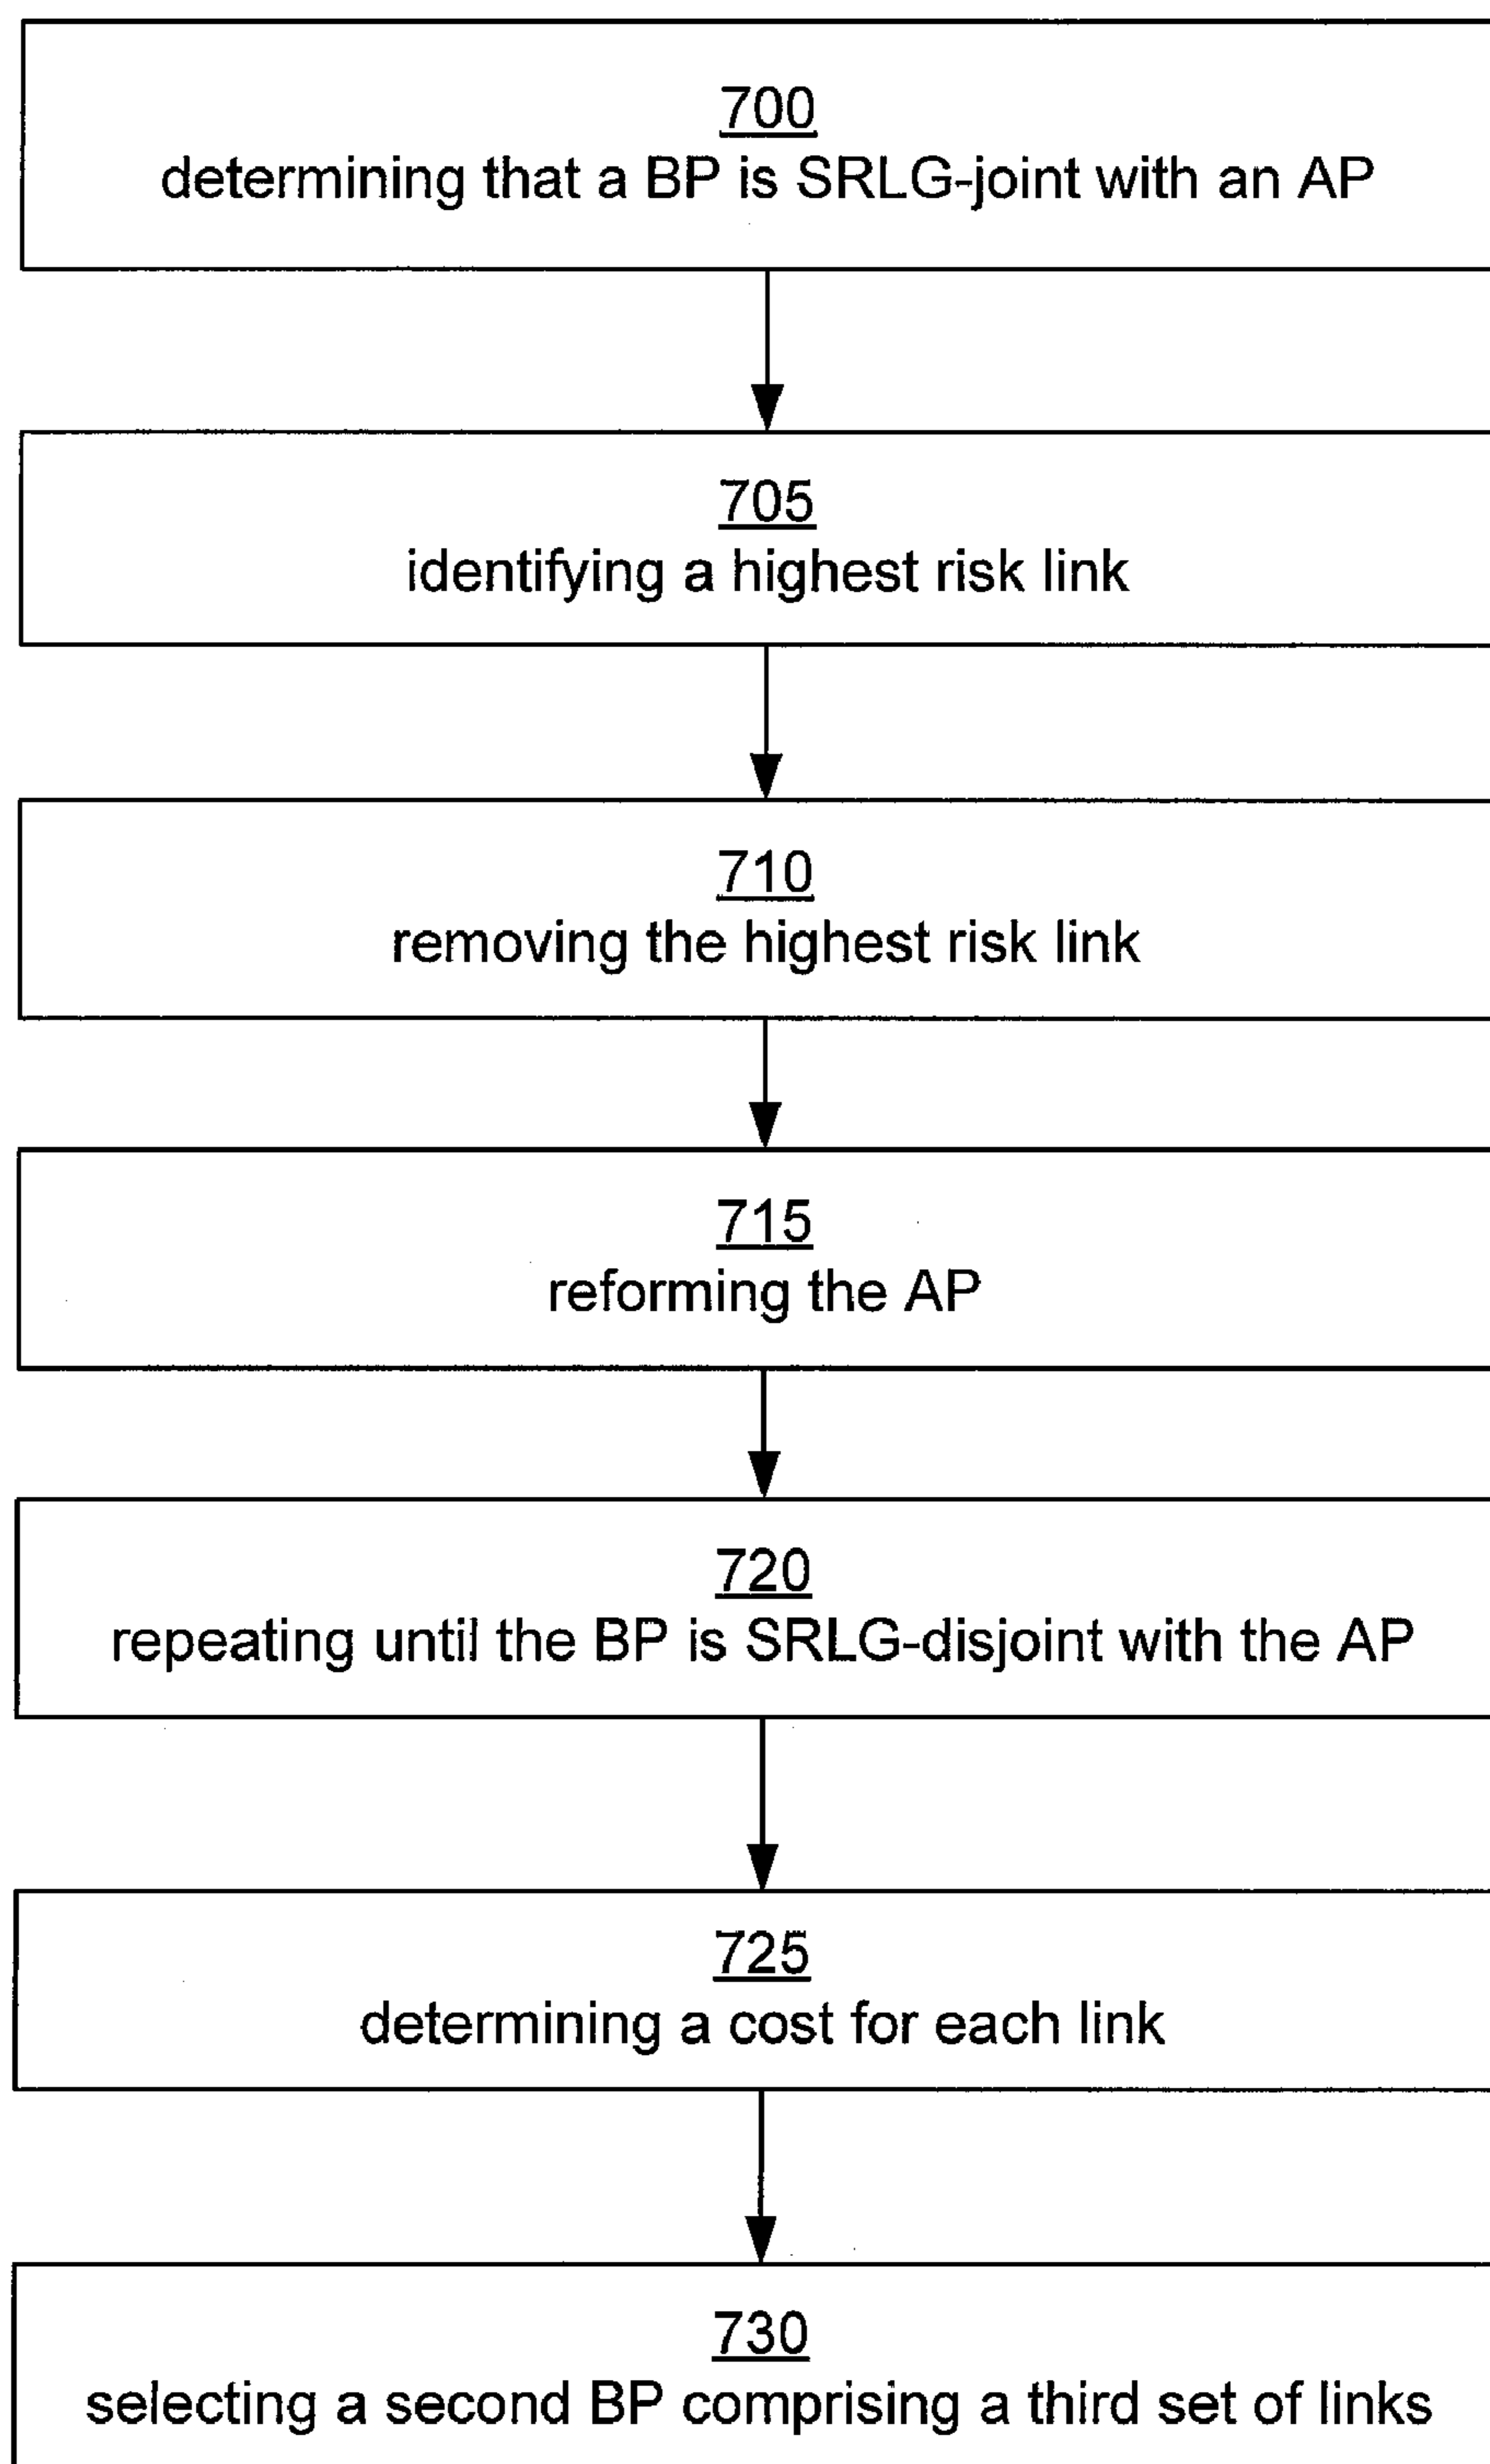 700
determining that a BP is SRLG-joint with an AP
705
identifying a highest risk link
710
removing the highest risk link
715
reforming the AP
720
repeating until the BP is SRLG-disjoint with the AP
725
determining a cost for each link
730
selecting a second BP comprising a third set of links